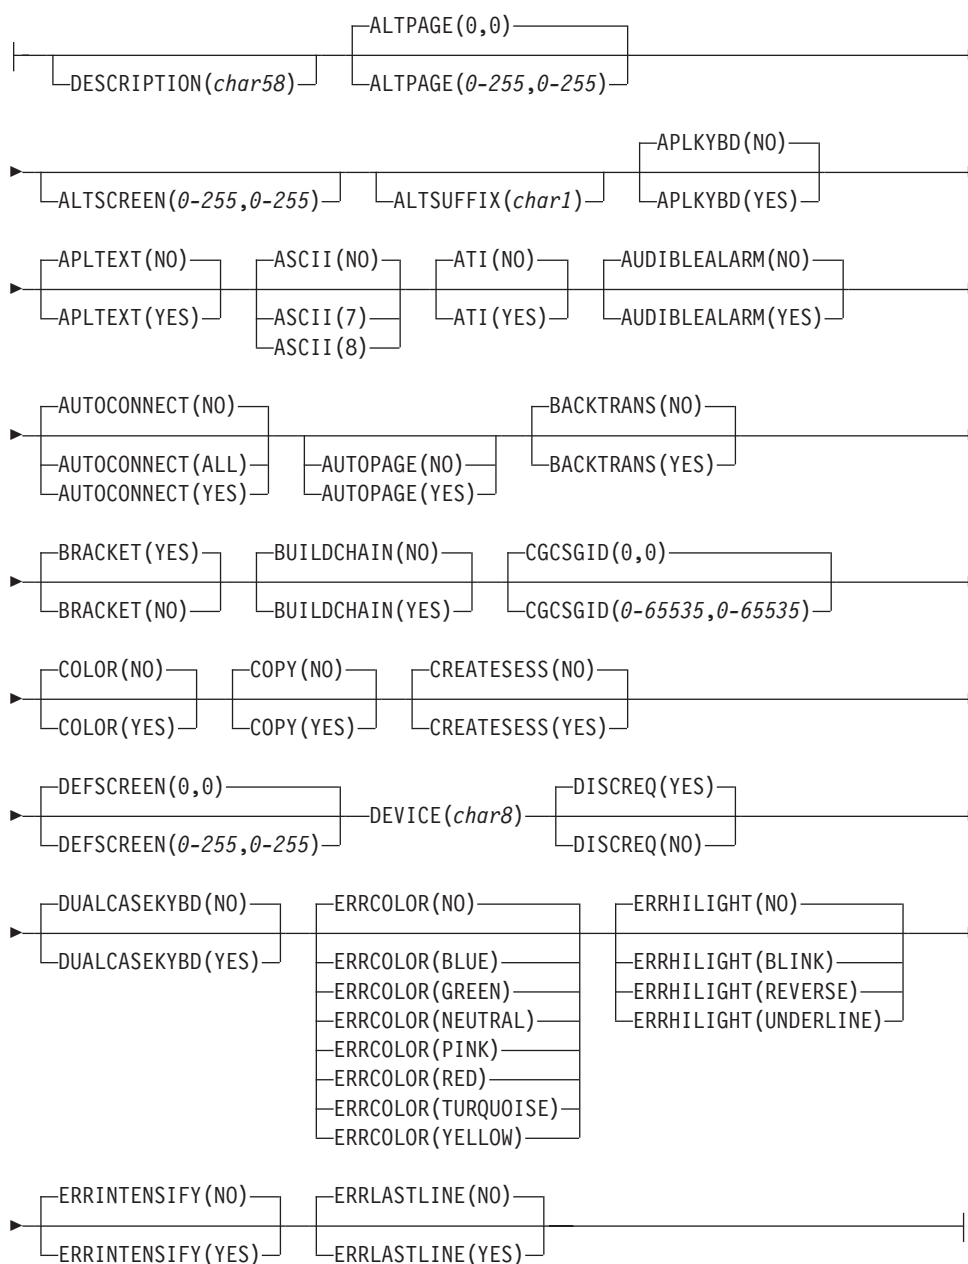 ALTPAGE(0,0)
DESCRIPTION(char58) ALTPAGE(0-255,0-255)
APLKYBD(NO)
ALTSCREEN(0-255,0-255) ALTSUFFIX(char1) APLKYBD(YES)
APLTEXT(NO) ASCII(NO) ATI(NO) AUDIBLEALARM(NO)
APLTEXT(YES) ASCII(7) ATI(YES) AUDIBLEALARM(YES)
ASCII(8)
AUTOCONNECT(NO) BACKTRANS(NO)
AUTOCONNECT(ALL) AUTOPAGE(NO) BACKTRANS(YES)
AUTOCONNECT(YES) AUTOPAGE(YES)
BRACKET(YES) BUILDCHAIN(NO) CGCSGID(0,0)
BRACKET(NO) BUILDCHAIN(YES) CGCSGID(0-65535,0-65535)
COLOR(NO) COPY(NO) CREATESESS(NO)
COLOR(YES) COPY(YES) CREATESESS(YES)
DEFSCREEN(0,0) DEVICE(char8) DISCREQ(YES)
DEFSCREEN(0-255,0-255) DISCREQ(NO)
DUALCASEKYBD(NO) ERRCOLOR(NO) ERRHILIGHT(NO)
DUALCASEKYBD(YES) ERRCOLOR(BLUE) ERRHILIGHT(BLINK)
ERRCOLOR(GREEN) ERRHILIGHT(REVERSE)
ERRCOLOR(NEUTRAL) ERRHILIGHT(UNDERLINE)
ERRCOLOR(PINK)
ERRCOLOR(RED)
ERRCOLOR(TURQUOISE)
ERRCOLOR(YELLOW)
ERRINTENSIFY(NO) ERRLASTLINE(NO)
ERRINTENSIFY(YES) ERRLASTLINE(YES)